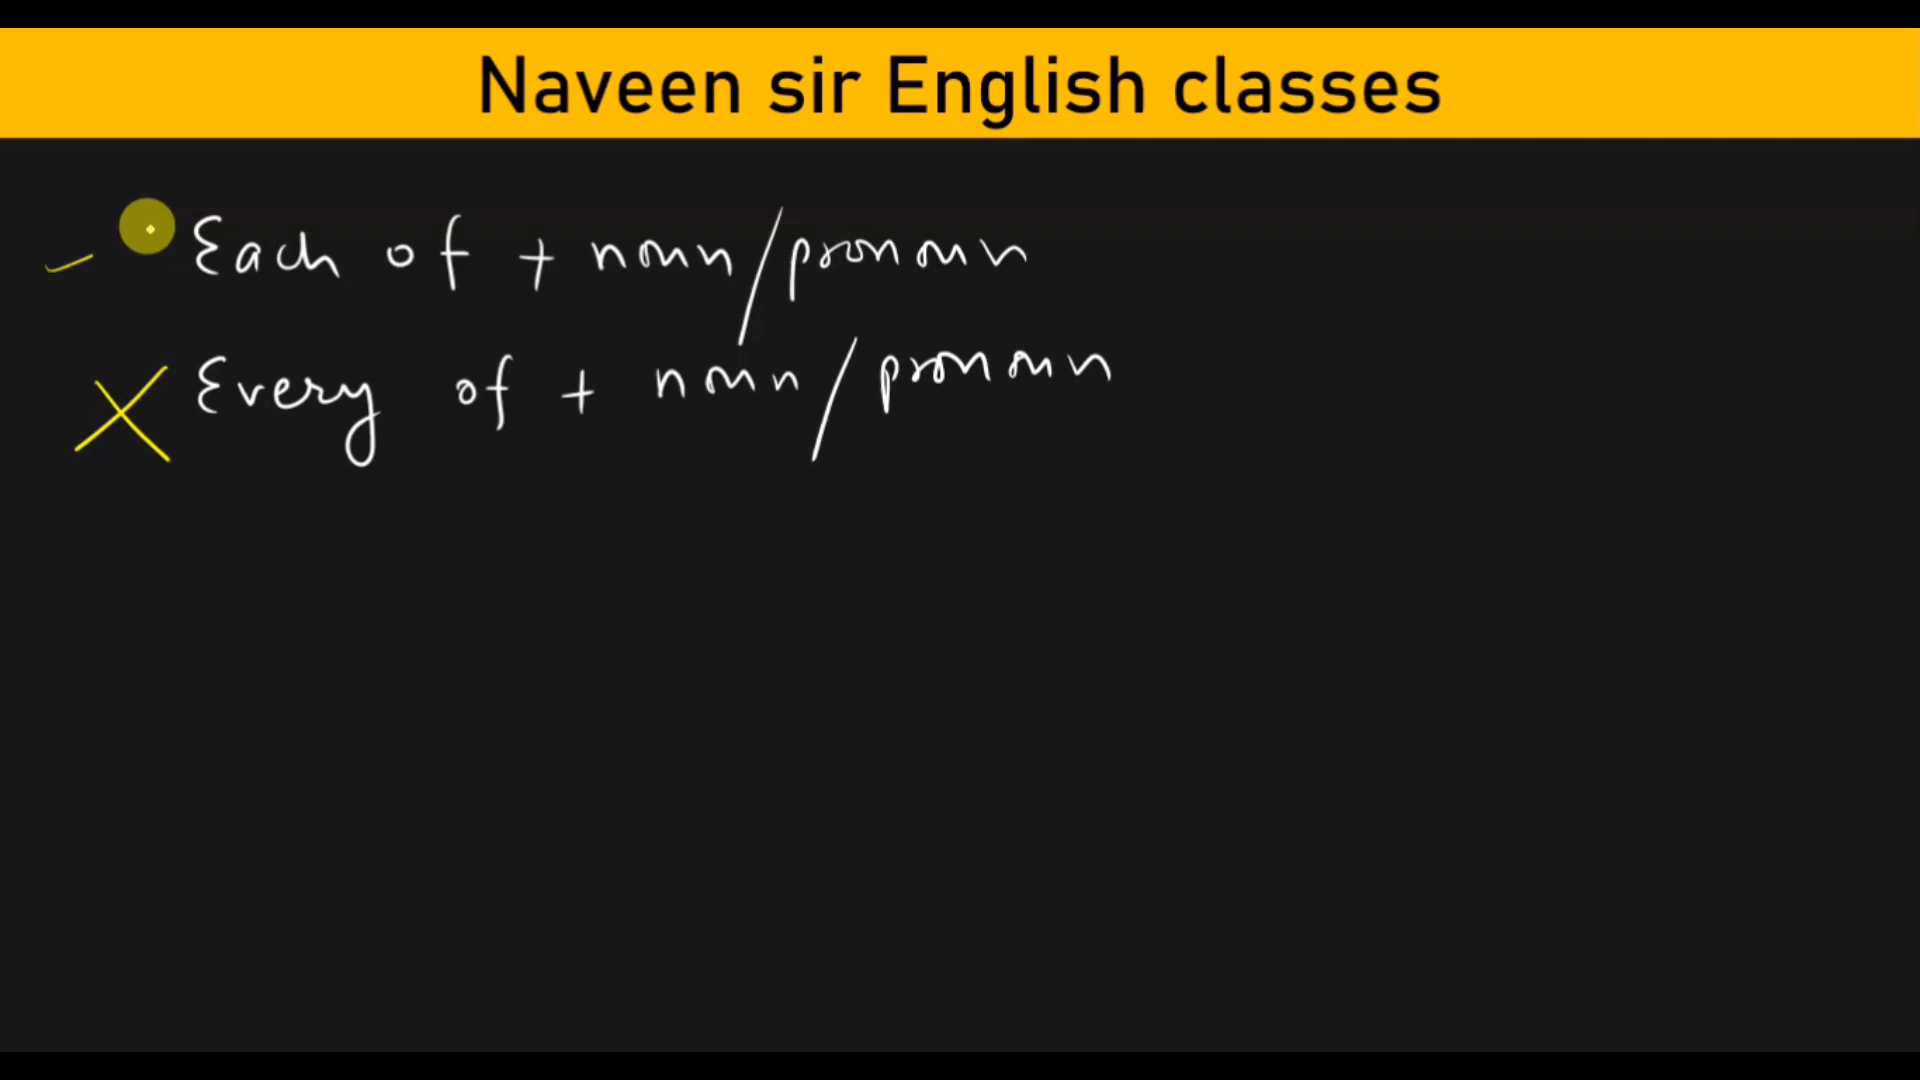 Naveen sir English classes
Each of + noun/pronoun
Every of + noun/pronoun